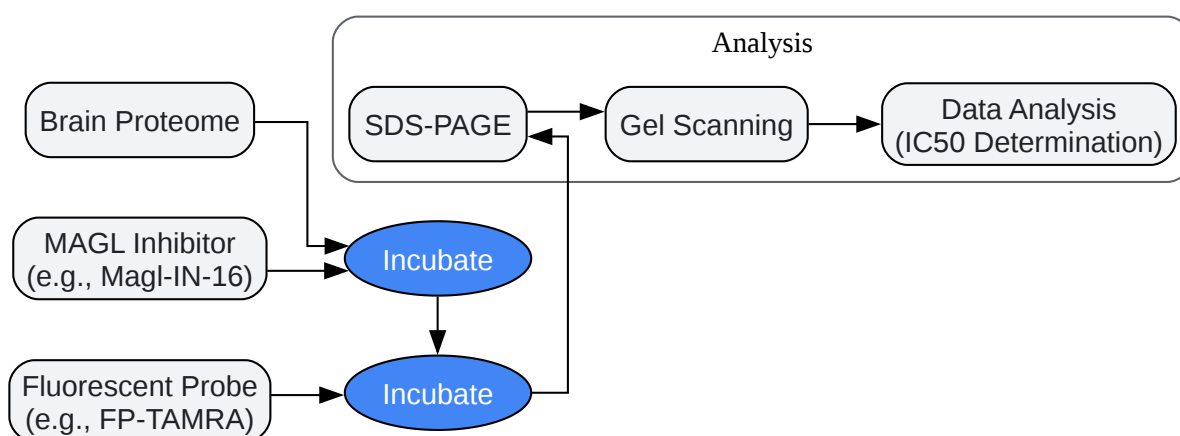 Analysis
Brain Proteome
SDS-PAGE
Gel Scanning
Data Analysis
(IC50 Determination)
MAGL Inhibitor
(e.g., Magl-IN-16)
Incubate
Fluorescent Probe
(e.g., FP-TAMRA)
Incubate